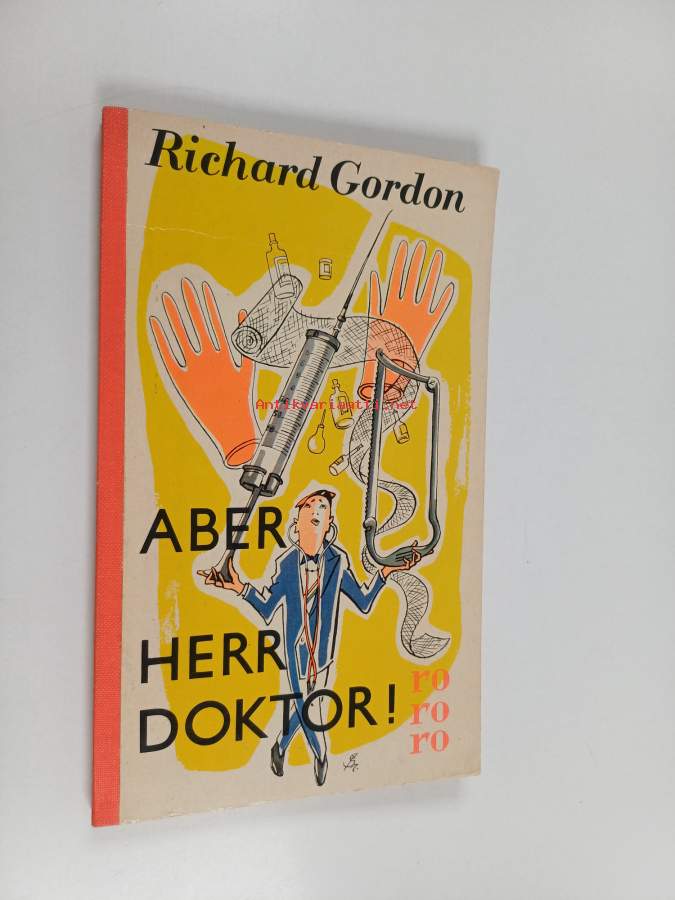 Richard Gordon
Antikvariaatti.net
ABER
HERR
DOKTOR!
ro
ro
ro